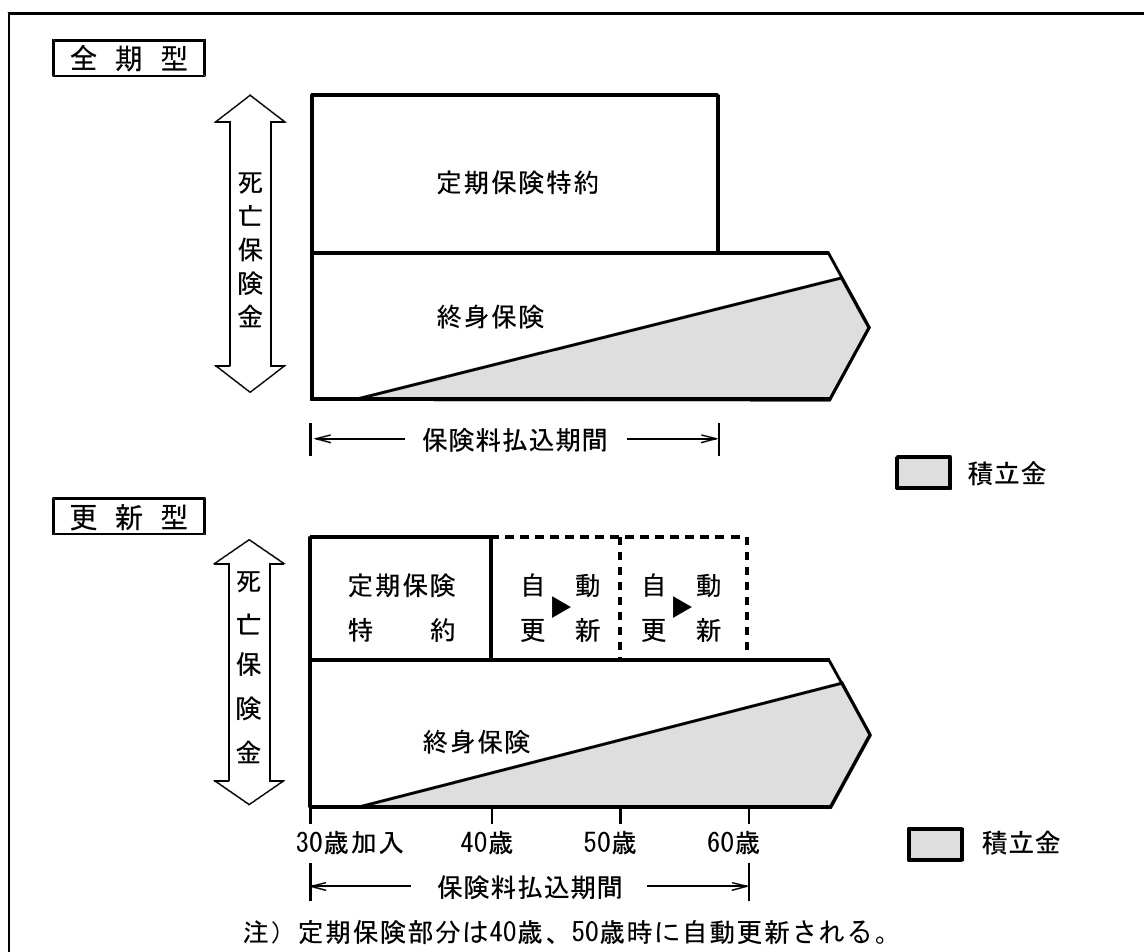 全期型
死亡保険金
定期保険特約
終身保険
保険料払込期間
積立金
更新型
死亡保険金
定期保険
特約
自動
更新
自動
更新
終身保険
30歳加入 40歳 50歳 60歳
積立金
保険料払込期間
注）定期保険部分は40歳、50歳時に自動更新される。